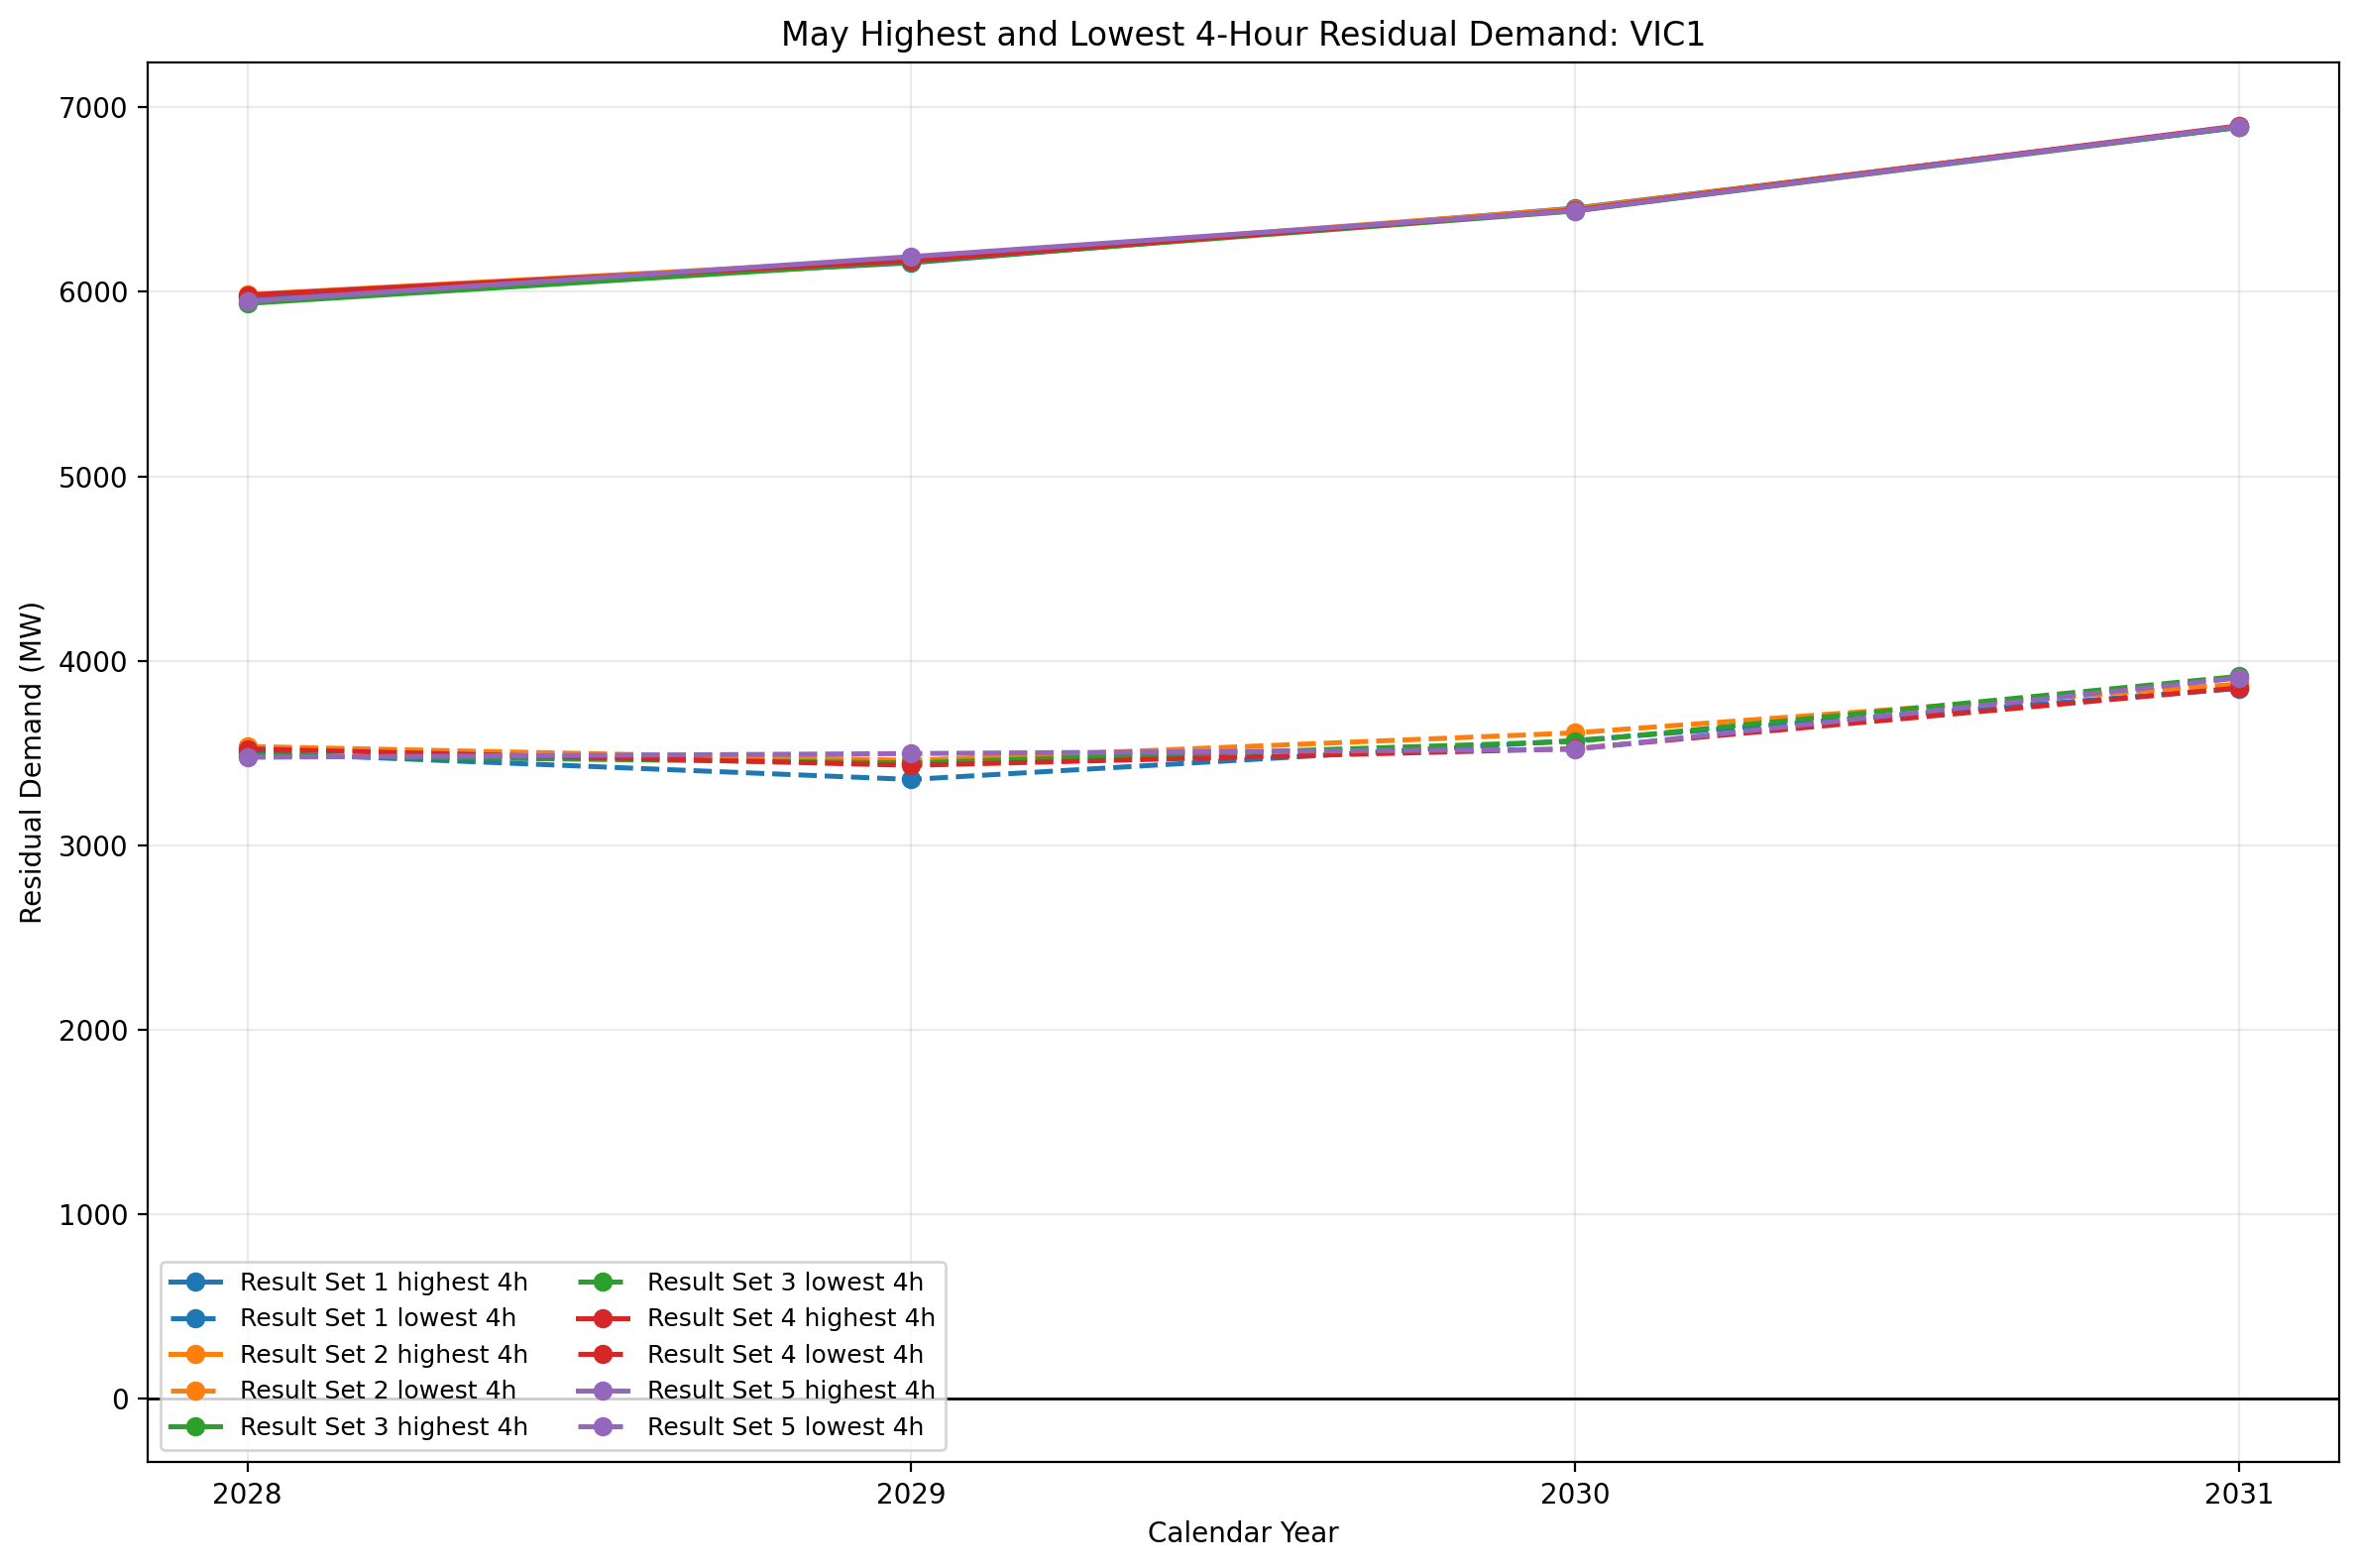 May Highest and Lowest 4-Hour Residual Demand: VIC1
Residual Demand (MW)
7000
6000
5000
4000
3000
2000
1000
0
Result Set 1 highest 4h
Result Set 1 lowest 4h
Result Set 2 highest 4h
Result Set 2 lowest 4h
Result Set 3 highest 4h
Result Set 3 lowest 4h
Result Set 4 highest 4h
Result Set 4 lowest 4h
Result Set 5 highest 4h
Result Set 5 lowest 4h
2028 2029 2030 2031
Calendar Year